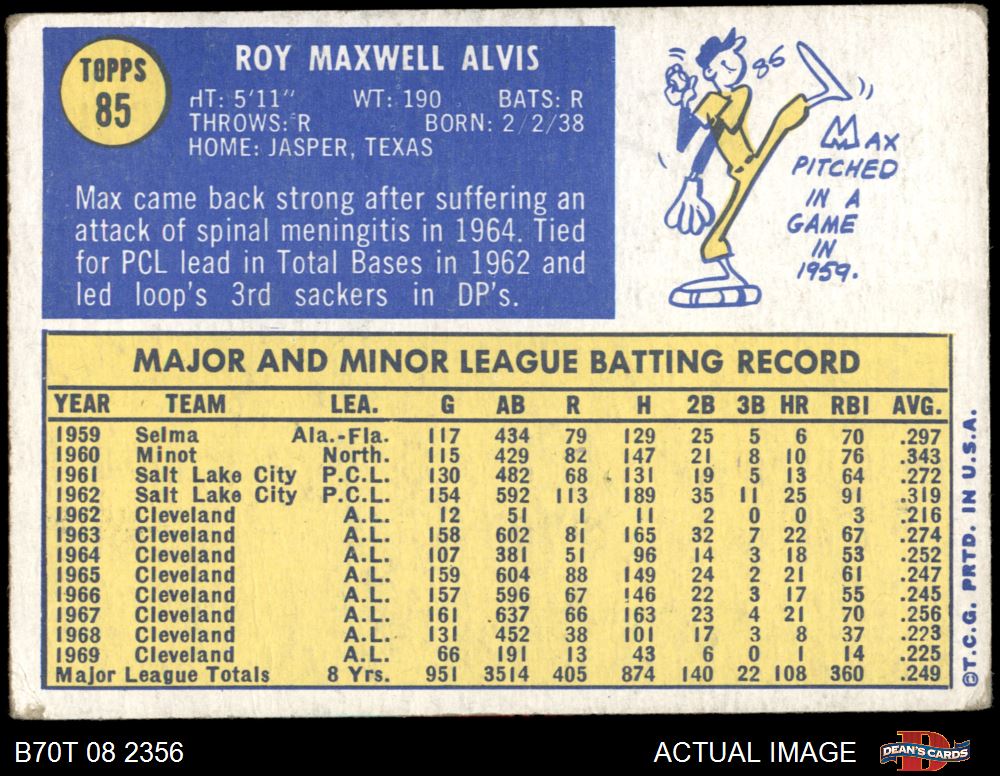 TOPPS
85
ROY MAXWELL ALVIS
HT: 5'11" WT: 190 BATS: R
THROWS: R BORN: 2/2/38
HOME: JASPER, TEXAS
Max came back strong after suffering an
attack of spinal meningitis in 1964. Tied
for PCL lead in Total Bases in 1962 and
led loop's 3rd sackers in DP's.
86
MAX
PITCHED
IN A
GAME
IN
1959.
MAJOR AND MINOR LEAGUE BATTING RECORD
YEAR TEAM LEA. G AB R H 2B 3B HR RBI AVG.
1959 Selma Ala.-Fla. 117 434 79 129 25 5 6 70 .297
1960 Minot North. 115 429 82 147 21 8 10 76 .343
1961 Salt Lake City P.C.L. 130 482 68 131 19 5 13 64 .272
1962 Salt Lake City P.C.L. 154 592 113 189 35 11 25 91 .319
1962 Cleveland A.L. 12 51 1 11 2 0 0 3 .216
1963 Cleveland A.L. 158 602 81 165 32 7 22 67 .274
1964 Cleveland A.L. 107 381 51 96 14 3 18 53 .252
1965 Cleveland A.L. 159 604 88 149 24 2 21 61 .247
1966 Cleveland A.L. 157 596 67 146 22 3 17 55 .245
1967 Cleveland A.L. 161 637 66 163 23 4 21 70 .256
1968 Cleveland A.L. 131 452 38 101 17 3 8 37 .223
1969 Cleveland A.L. 66 191 13 43 6 0 1 14 .225
Major League Totals 8 Yrs. 951 3514 405 874 140 22 108 360 .249
©T.C.G. PRTD. IN U.S.A.
B70T 08 2356
ACTUAL IMAGE
D
DEAN'S CARDS